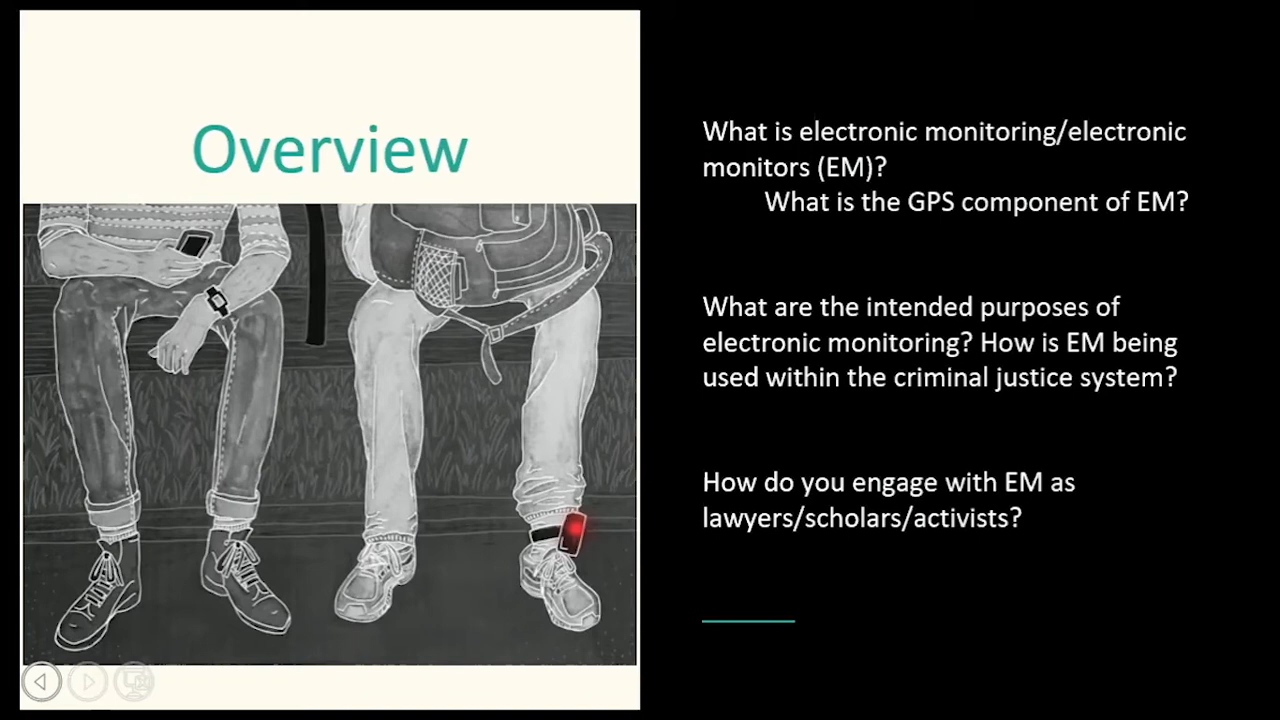 Overview
What is electronic monitoring/electronic
monitors (EM)?
What is the GPS component of EM?
What are the intended purposes of
electronic monitoring? How is EM being
used within the criminal justice system?
How do you engage with EM as
lawyers/scholars/activists?